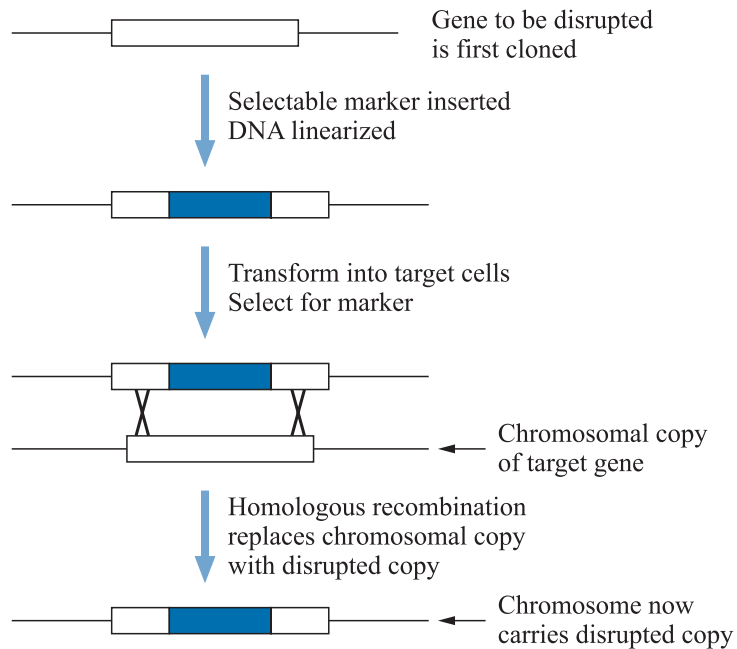 Gene to be disrupted
is first cloned
Selectable marker inserted
DNA linearized
Transform into target cells
Select for marker
Chromosomal copy
of target gene
Homologous recombination
replaces chromosomal copy
with disrupted copy
Chromosome now
carries disrupted copy